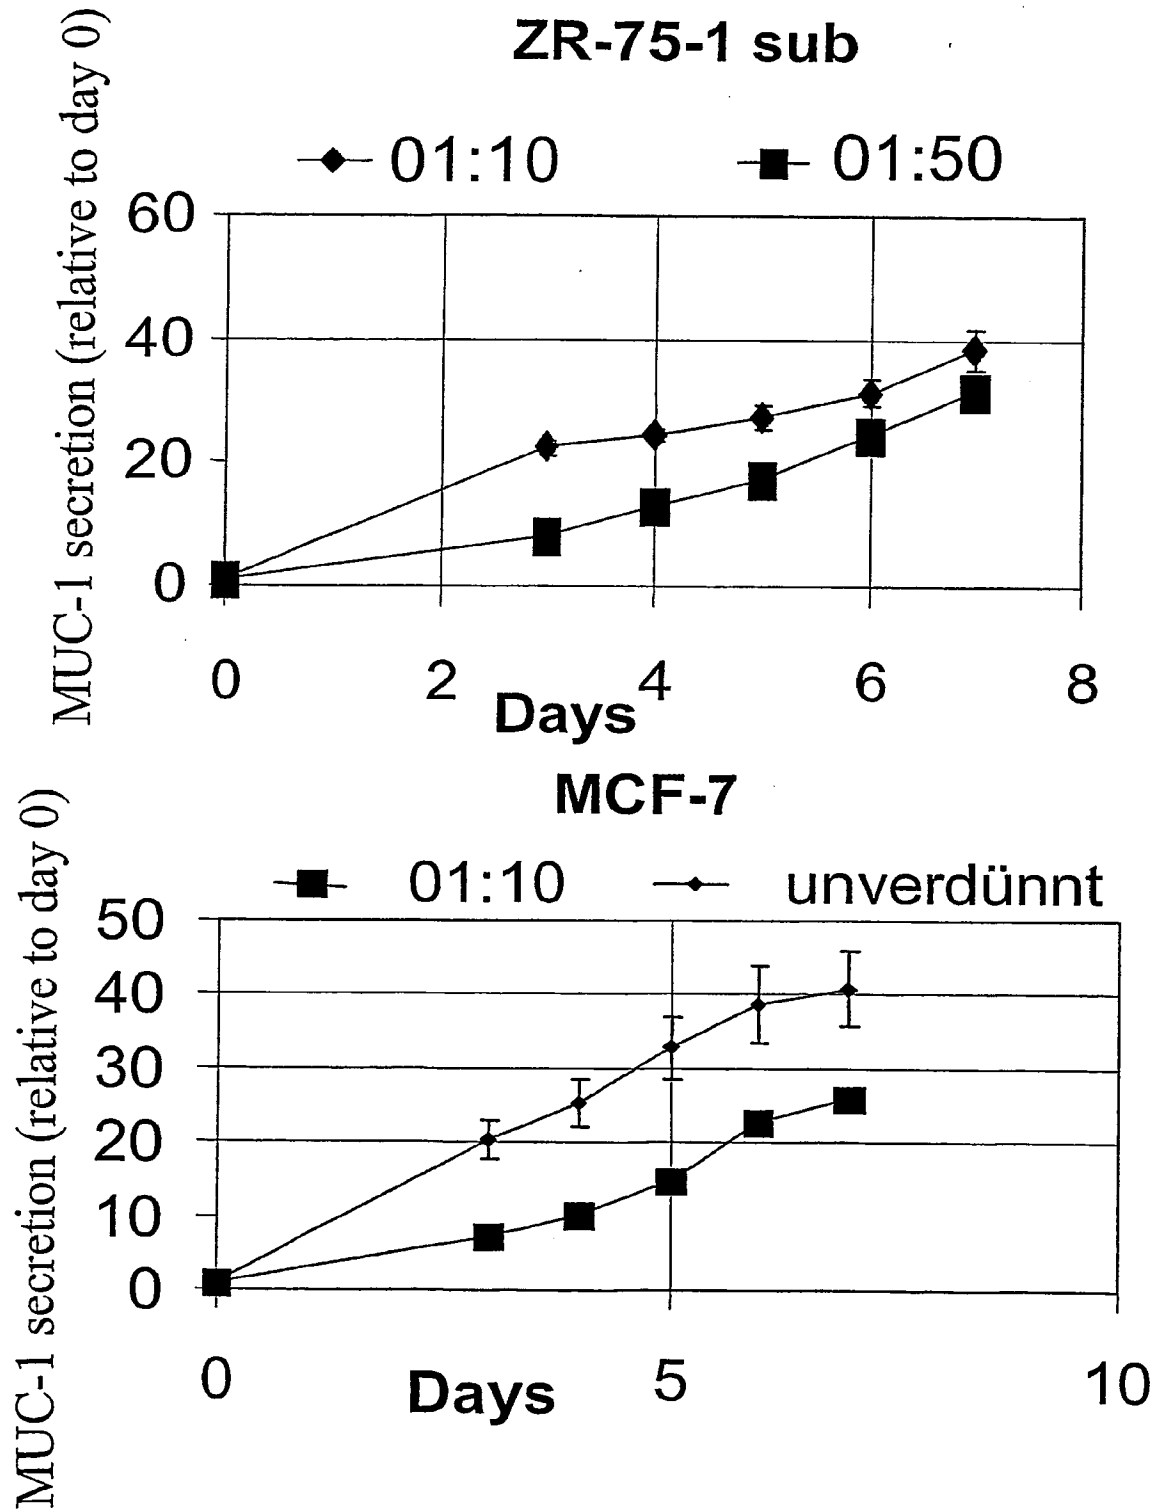 ZR-75-1 sub
MUC-1 secretion (relative to day 0)
01:10 01:50
60
40
20
0
0 2 4 6 8
Days
MCF-7
MUC-1 secretion (relative to day 0)
01:10 unverdünnt
50
40
30
20
10
0
0 5 10
Days